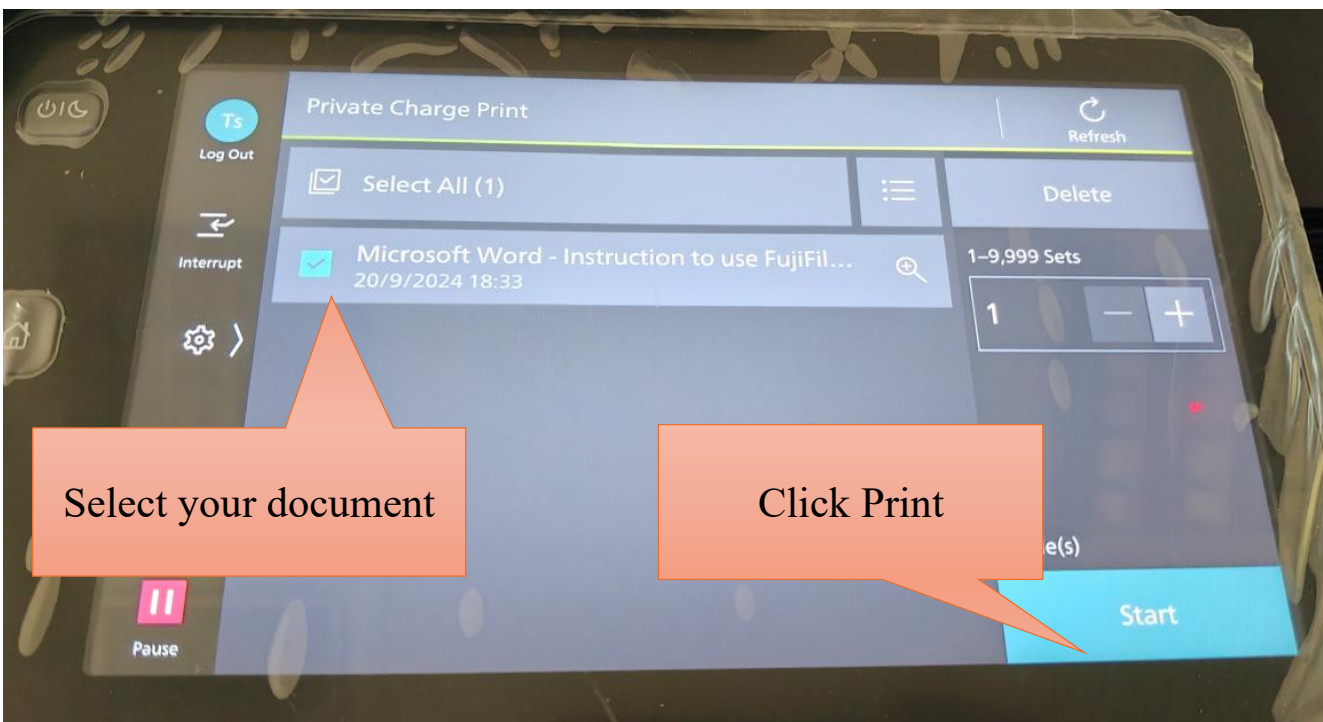 Private Charge Print
Refresh
Ts
Log Out
Select All (1)
Delete
Interrupt
Microsoft Word - Instruction to use FujiFil...
20/9/2024 18:33
1–9,999 Sets
1
Select your document
Click Print
Start
Pause